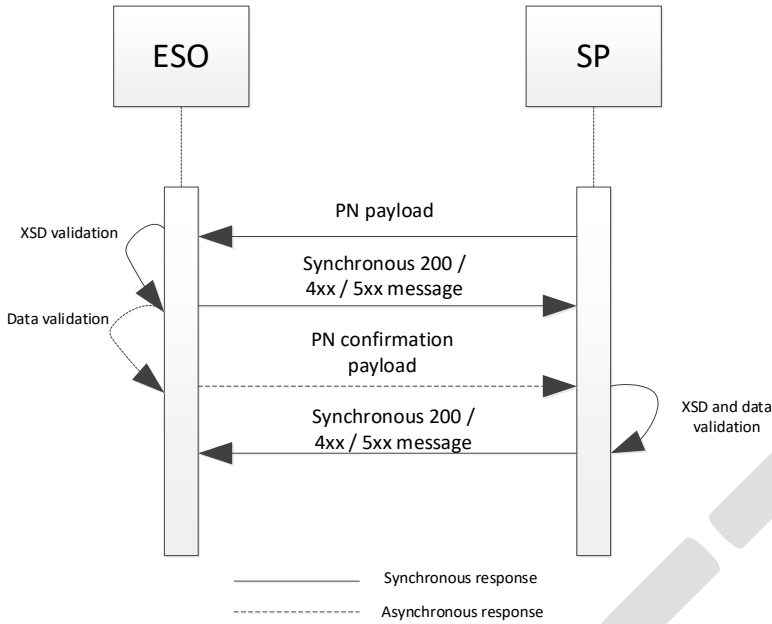 ESO
SP
PN payload
XSD validation
Synchronous 200 /
4xx / 5xx message
Data validation
PN confirmation
payload
XSD and data
validation
Synchronous 200 /
4xx / 5xx message
Synchronous response
Asynchronous response